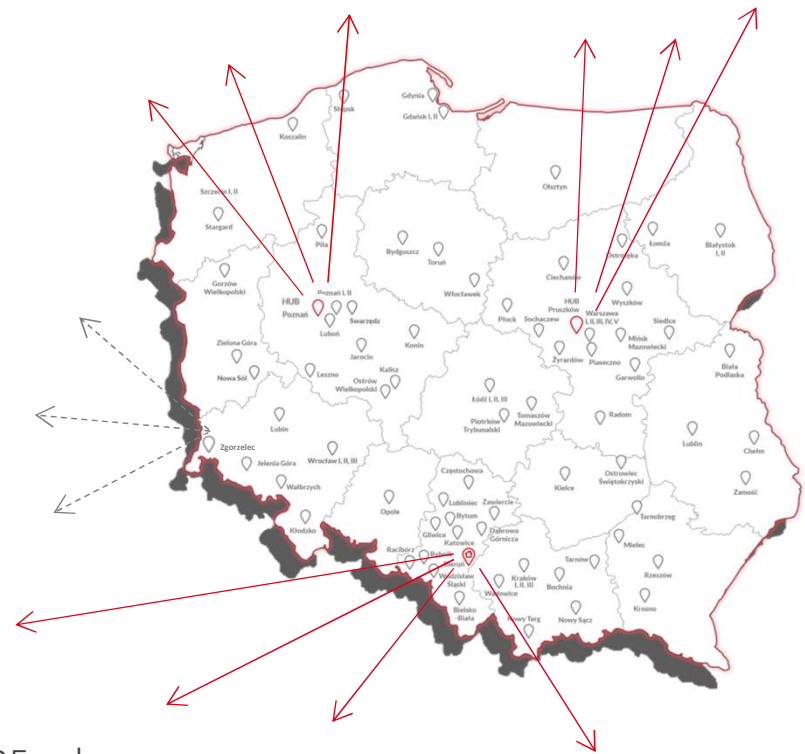 Gdynia
Słupsk
Gdańsk I, II
Koszalin
Olsztyn
Szczecin I, II
Stargard
Piła
Bydgoszcz
Toruń
Ostrołęka
Łomża
Białystok
I, II
Gorzów
Wielkopolski
Ciechanów
Włocławek
Wyszków
HUB
Poznań
Poznań I, II
Swarzędz
Luboń
Płock
HUB
Pruszków
Warszawa
I, II, III, IV, V
Sochaczew
Siedlce
Mińsk
Mazowiecki
Konin
Zielona Góra
Jarocin
Żyrardów
Piaseczno
Garwolin
Biała
Podlaska
Nowa Sól
Leszno
Kalisz
Ostrów
Wielkopolski
Łódź I, II, III
Lubin
Piotrków
Trybunalski
Tomaszów
Mazowiecki
Radom
Lublin
Chełm
Zgorzelec
Jelenia Góra
Wrocław I, II, III
Wałbrzych
Częstochowa
Kielce
Ostrowiec
Świętokrzyski
Zamość
Opole
Lubliniec
Zawiercie
Kłodzko
Bytom
Gliwice
Katowice
Dąbrowa
Górnicza
Tarnobrzeg
Racibórz
Rybnik
Bieruń
Wodzisław
Śląski
Mielec
Tarnów
Rzeszów
Wadowice
Kraków
I, II, III
Bochnia
Bielsko
-Biała
Nowy Targ
Nowy Sącz
Krosno